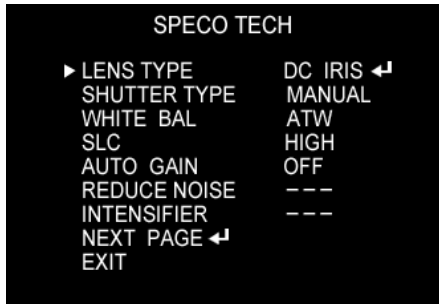 SPECO TECH
► LENS TYPE DC IRIS ↵
SHUTTER TYPE MANUAL
WHITE BAL ATW
SLC HIGH
AUTO GAIN OFF
REDUCE NOISE – – –
INTENSIFIER – – –
NEXT PAGE ↵
EXIT